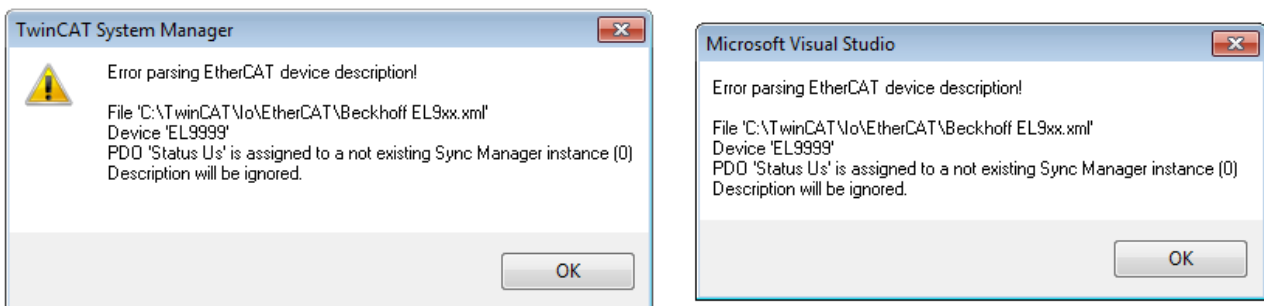 TwinCAT System Manager
Error parsing EtherCAT device description!
File 'C:\TwinCAT\Io\EtherCAT\Beckhoff EL9xx.xml'
Device 'EL9999'
PDO 'Status Us' is assigned to a not existing Sync Manager instance (0)
Description will be ignored.
OK
Microsoft Visual Studio
Error parsing EtherCAT device description!
File 'C:\TwinCAT\Io\EtherCAT\Beckhoff EL9xx.xml'
Device 'EL9999'
PDO 'Status Us' is assigned to a not existing Sync Manager instance (0)
Description will be ignored.
OK